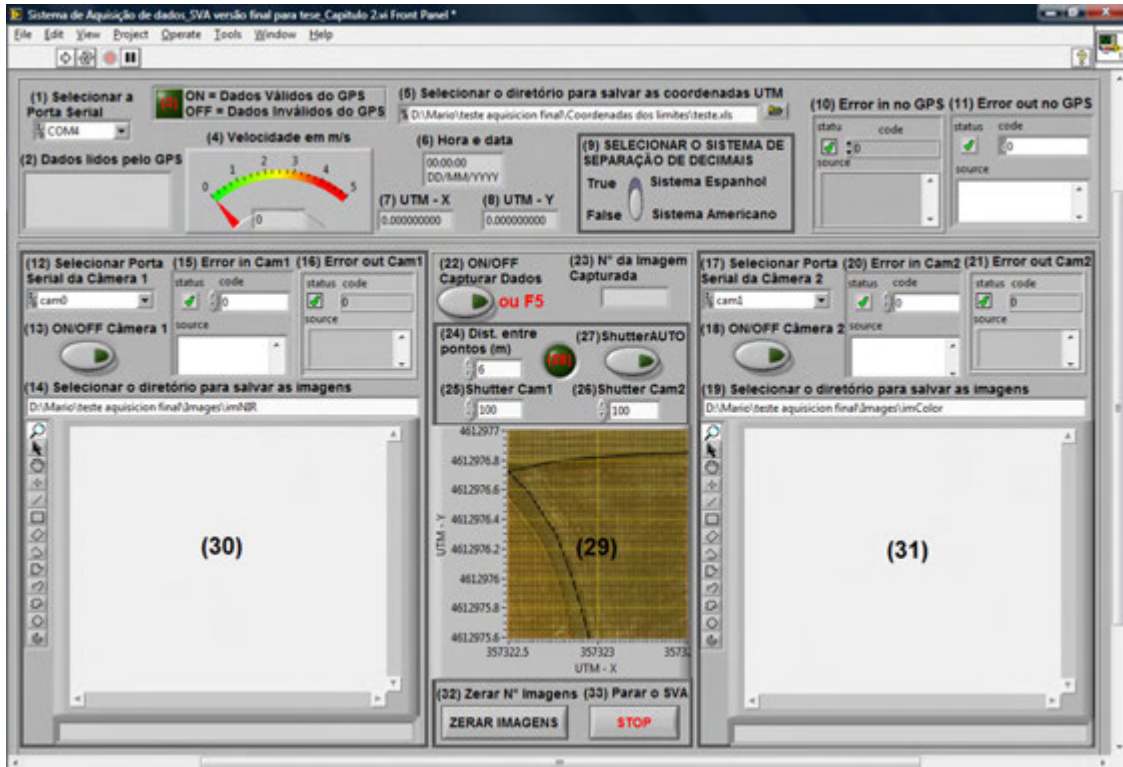 Sistema de Aquisição de dados_SVA versão final para tese_Capitulo 2.vi Front Panel *
File Edit View Project Operate Tools Window Help
(1) Selecionar a
Porta Serial
COM4
(3)
ON = Dados Válidos do GPS
OFF = Dados Inválidos do GPS
(5) Selecionar o diretório para salvar as coordenadas UTM
D:\Mario\teste aquisicion final\Coordenadas dos limites\teste.xls
(10) Error in no GPS
(11) Error out no GPS
statu code
0
source
status code
0
source
(2) Dados lidos pelo GPS
(4) Velocidade em m/s
0 1 2 3 4 5
0
(6) Hora e data
00:00:00
DD/MM/YYYY
(7) UTM - X
0.000000000
(8) UTM - Y
0.000000000
(9) SELECIONAR O SISTEMA DE
SEPARAÇÃO DE DECIMAIS
True Sistema Espanhol
False Sistema Americano
(12) Selecionar Porta
Serial da Câmera 1
cam0
(13) ON/OFF Câmera 1
(15) Error in Cam1
status code
0
source
(16) Error out Cam1
status code
0
source
(14) Selecionar o diretório para salvar as imagens
D:\Mario\teste aquisicion final\Images\imNIR
(30)
(22) ON/OFF
Capturar Dados
ou F5
(23) N° da Imagem
Capturada
(24) Dist. entre
pontos (m)
6
(28)
(27)ShutterAUTO
(25)Shutter Cam1
100
(26)Shutter Cam2
100
4612977
4612976.8
4612976.6
4612976.4
4612976.2
4612976
4612975.8
4612975.6
UTM - Y
(29)
357322.5 357323 3573
UTM - X
(32) Zerar N° Imagens
ZERAR IMAGENS
(33) Parar o SVA
STOP
(17) Selecionar Porta
Serial da Câmera 2
cam1
(18) ON/OFF Câmera 2
(20) Error in Cam2
status code
0
source
(21) Error out Cam2
status code
0
source
(19) Selecionar o diretório para salvar as imagens
D:\Mario\teste aquisicion final\Images\imColor
(31)